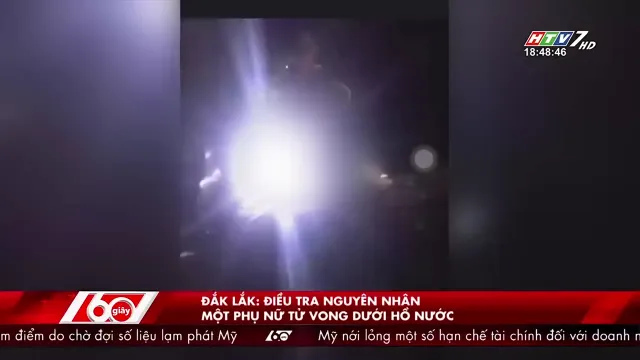 HTV7 HD
18:48:46
60 giây
ĐẮK LẮK: ĐIỀU TRA NGUYÊN NHÂN
MỘT PHỤ NỮ TỬ VONG DƯỚI HỒ NƯỚC
m điểm do chờ đợi số liệu lạm phát Mỹ Mỹ nới lỏng một số hạn chế tài chính đối với doanh n